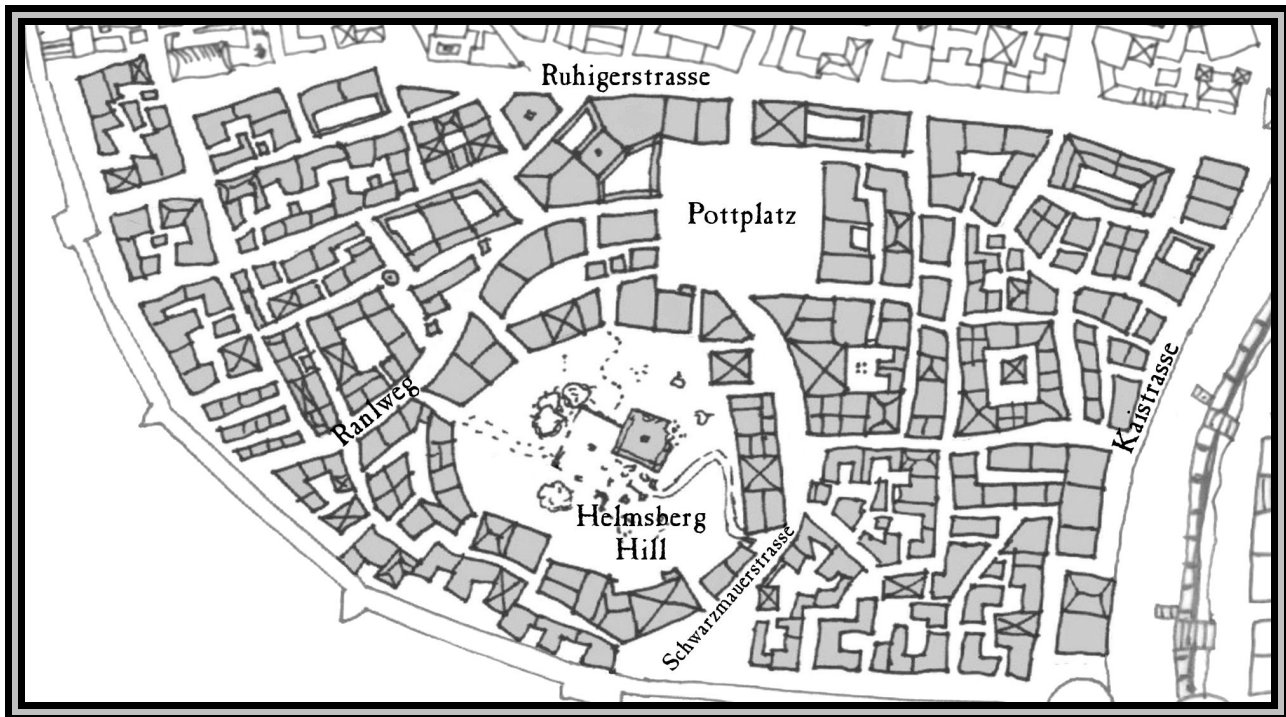 Ruhigerstrasse
Pottplatz
Kaistrasse
Ranlweg
Helmsberg
Hill
Schwarzmauerstrasse